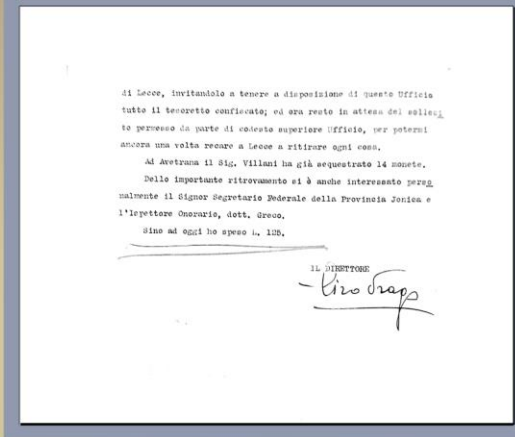 di Lecce, invitandolo a tenere a disposizione di questo Ufficio
tutto il tesoretto confiscato; ed ora resto in attesa del solleci
to permesso da parte di codesto superiore Ufficio, per potermi
ancora una volta recare a Lecce a ritirare ogni cosa.
Ad Avetrana il Sig. Villani ha già sequestrato 14 monete.
Dello importante ritrovamento si è anche interessato perso
nalmente il Signor Segretario Federale della Provincia Jonica e
l'Ispettore Onorario, dott. Greco.
Sino ad oggi ho speso L. 125.
IL DIRETTORE
Ciro Drago